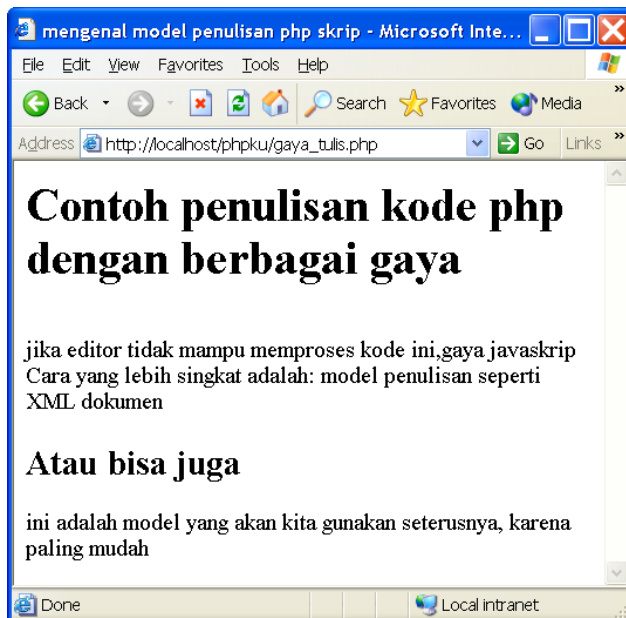 mengenal model penulisan php skrip - Microsoft Inte...
File Edit View Favorites Tools Help
Back Search Favorites Media »
Address http://localhost/phpku/gaya_tulis.php Go Links »
Contoh penulisan kode php
dengan berbagai gaya
jika editor tidak mampu memproses kode ini,gaya javaskrip
Cara yang lebih singkat adalah: model penulisan seperti
XML dokumen
Atau bisa juga
ini adalah model yang akan kita gunakan seterusnya, karena
paling mudah
Done Local intranet